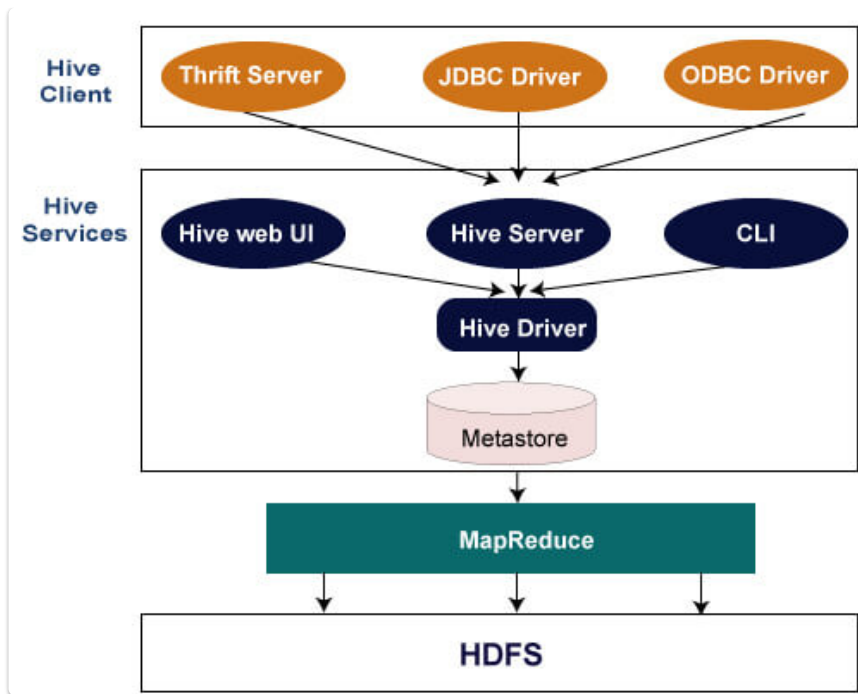 Hive
Client
Thrift Server
JDBC Driver
ODBC Driver
Hive
Services
Hive web UI
Hive Server
CLI
Hive Driver
Metastore
MapReduce
HDFS